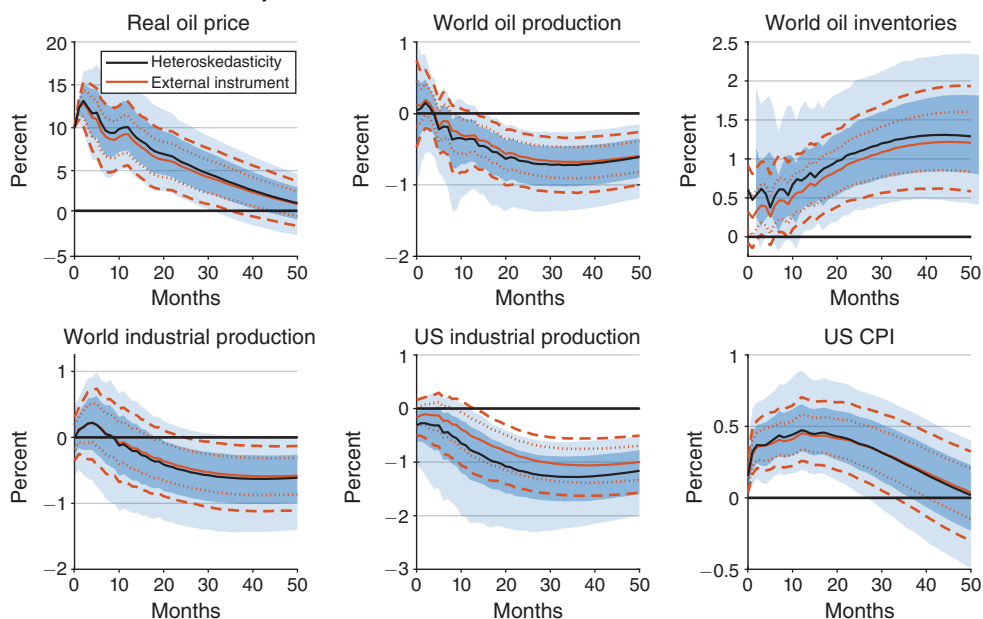 Real oil price
World oil production
World oil inventories
20
15
10
5
0
−5
Percent
Heteroskedasticity
External instrument
0 10 20 30 40 50
Months
1
0
−1
−2
Percent
0 10 20 30 40 50
Months
2.5
2
1.5
1
0.5
0
Percent
0 10 20 30 40 50
Months
World industrial production
US industrial production
US CPI
1
0
−1
−2
Percent
0 10 20 30 40 50
Months
1
0
−1
−2
−3
Percent
0 10 20 30 40 50
Months
1
0.5
0
−0.5
Percent
0 10 20 30 40 50
Months